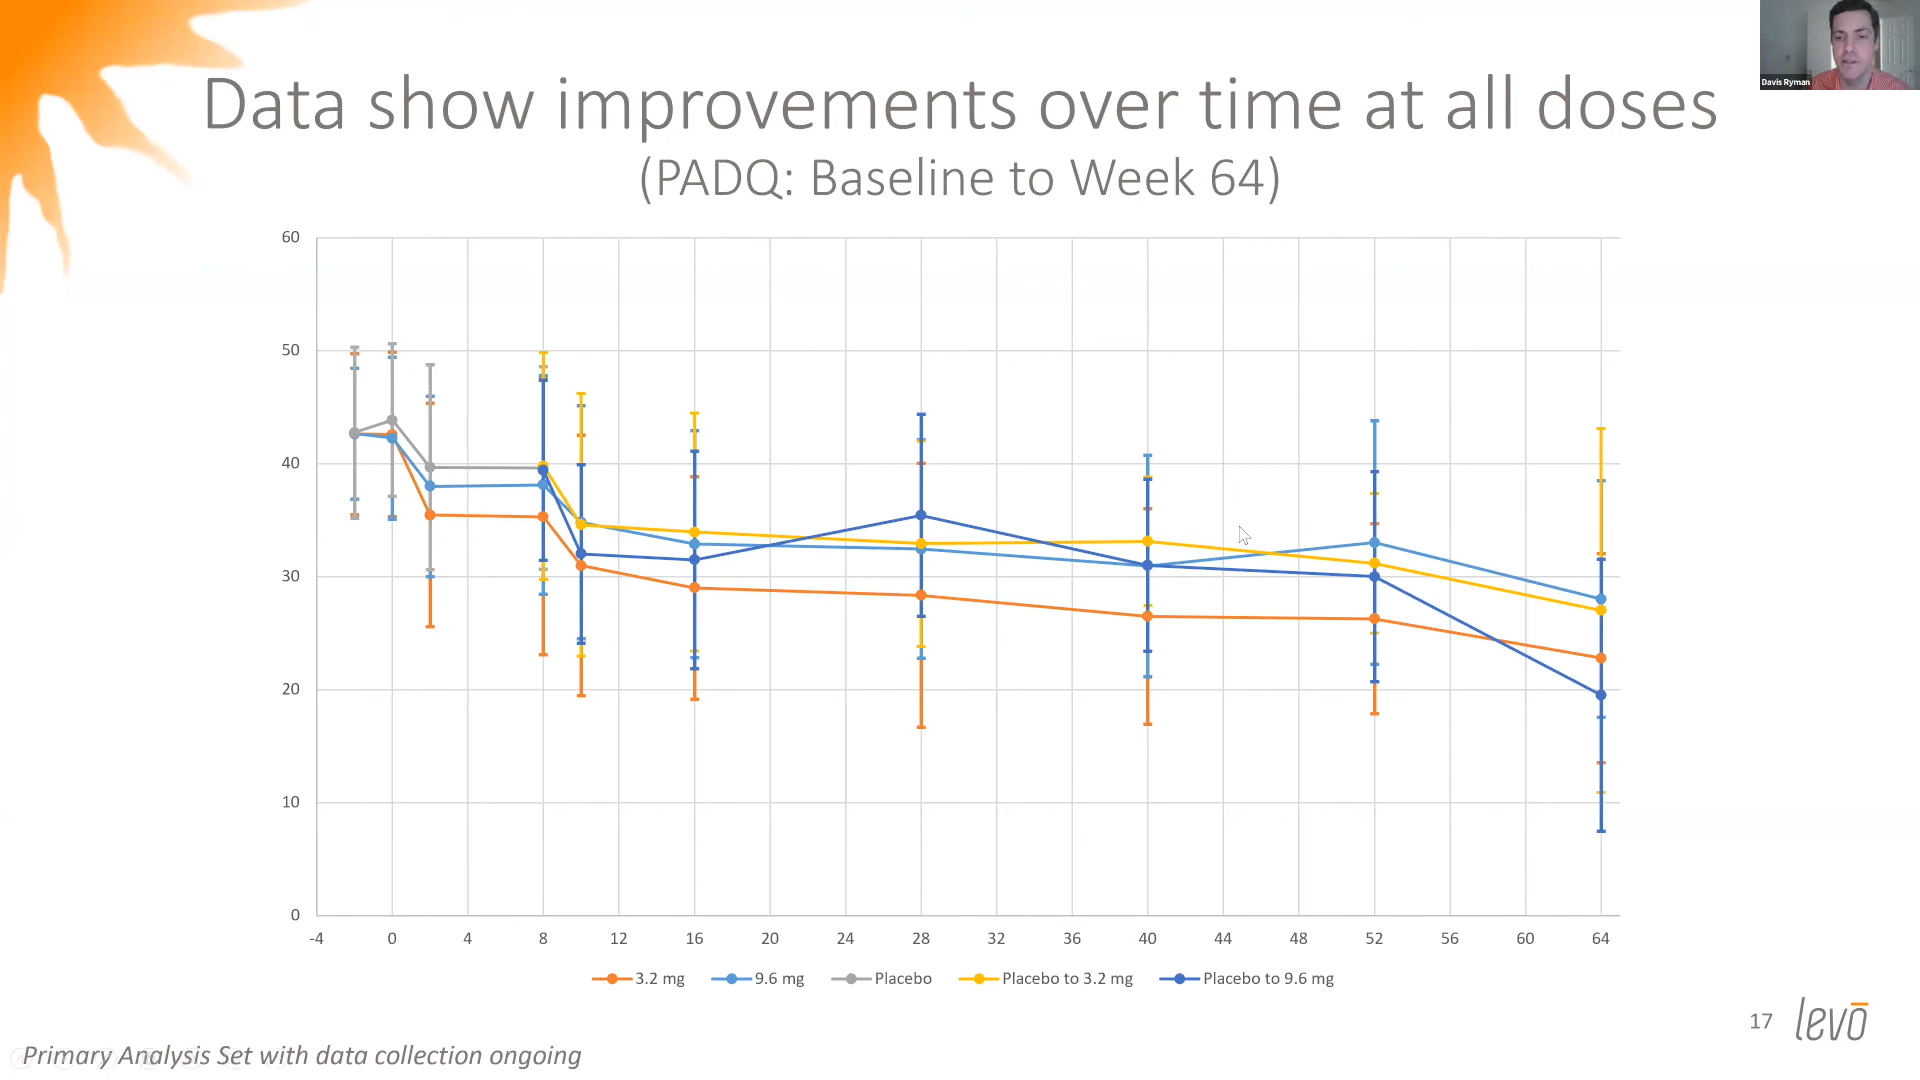 Davis Ryman
Data show improvements over time at all doses
(PADQ: Baseline to Week 64)
60
50
40
30
20
10
0
-4 0 4 8 12 16 20 24 28 32 36 40 44 48 52 56 60 64
3.2 mg 9.6 mg Placebo Placebo to 3.2 mg Placebo to 9.6 mg
17 levō
Primary Analysis Set with data collection ongoing